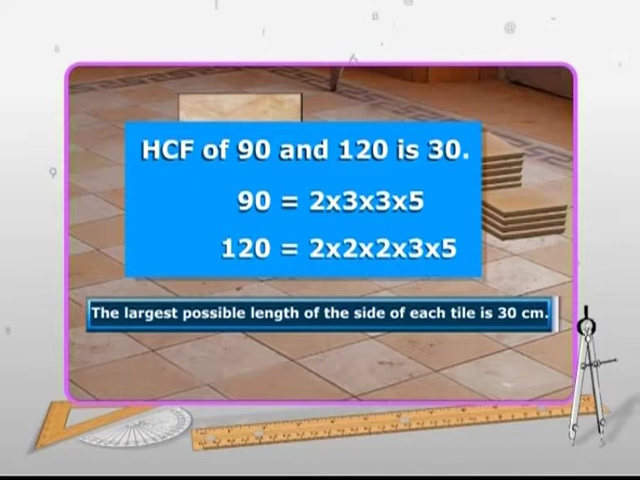 HCF of 90 and 120 is 30.
90 = 2x3x3x5
120 = 2x2x2x3x5
The largest possible length of the side of each tile is 30 cm.